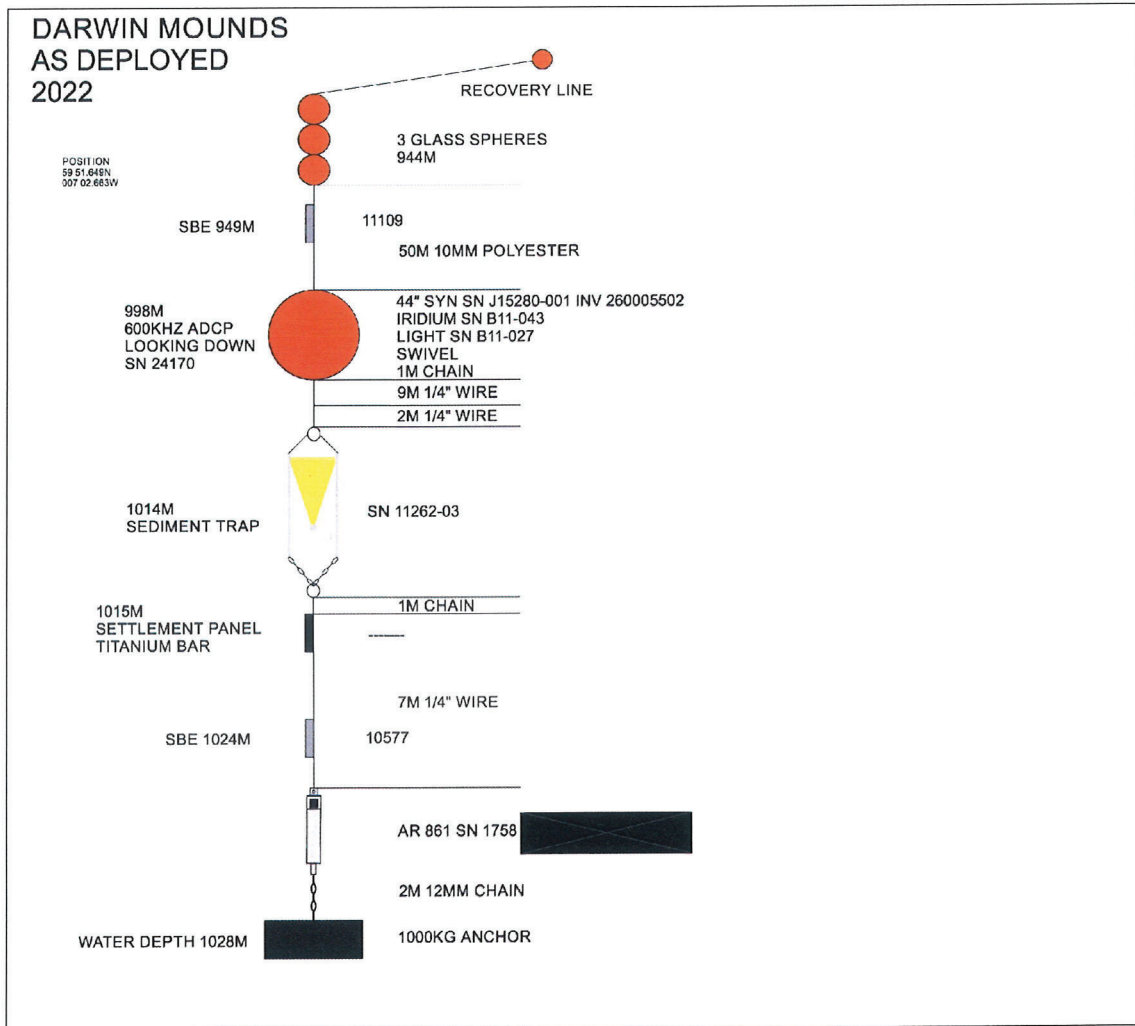 DARWIN MOUNDS
AS DEPLOYED
2022
RECOVERY LINE
3 GLASS SPHERES
944M
POSITION
59 51.649N
007 02.663W
SBE 949M
11109
50M 10MM POLYESTER
998M
600KHZ ADCP
LOOKING DOWN
SN 24170
44" SYN SN J15280-001 INV 260005502
IRIDIUM SN B11-043
LIGHT SN B11-027
SWIVEL
1M CHAIN
9M 1/4" WIRE
2M 1/4" WIRE
1014M
SEDIMENT TRAP
SN 11262-03
1M CHAIN
1015M
SETTLEMENT PANEL
TITANIUM BAR
-------
7M 1/4" WIRE
SBE 1024M
10577
AR 861 SN 1758
2M 12MM CHAIN
WATER DEPTH 1028M
1000KG ANCHOR